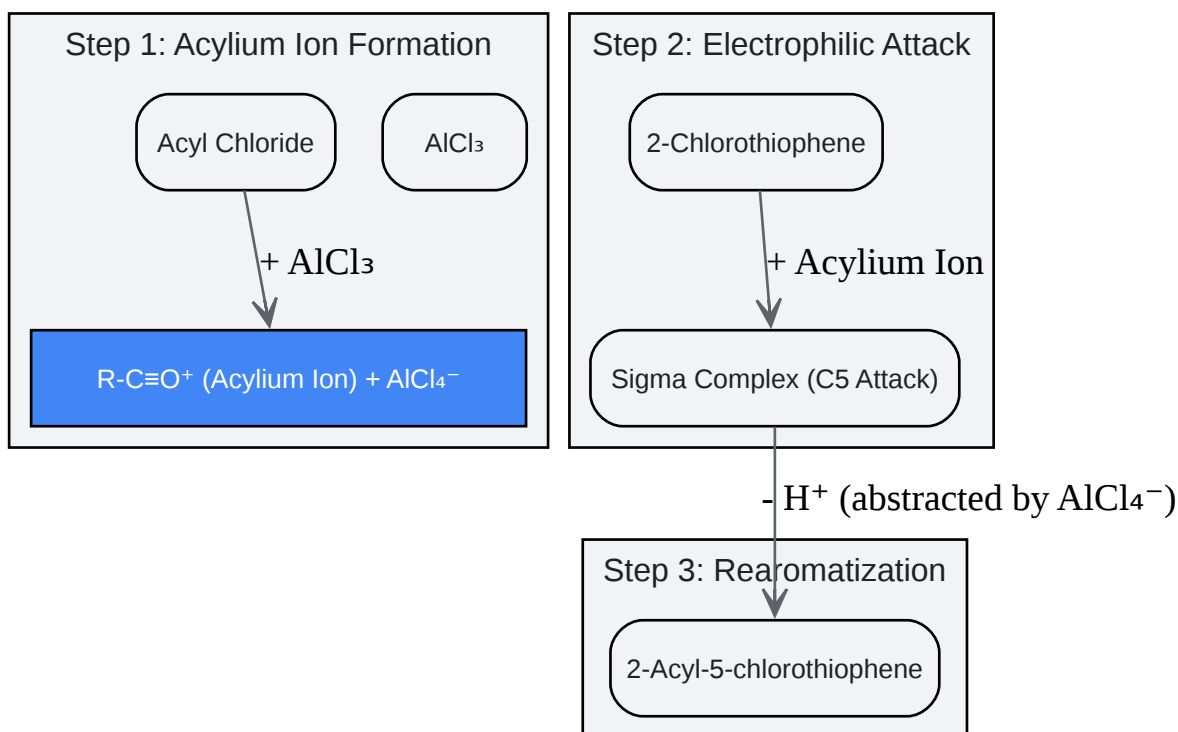 Step 1: Acylium Ion Formation
Acyl Chloride
AlCl₃
+ AlCl₃
R-C≡O⁺ (Acylium Ion) + AlCl₄⁻
Step 2: Electrophilic Attack
2-Chlorothiophene
+ Acylium Ion
Sigma Complex (C5 Attack)
- H⁺ (abstracted by AlCl₄⁻)
Step 3: Rearomatization
2-Acyl-5-chlorothiophene